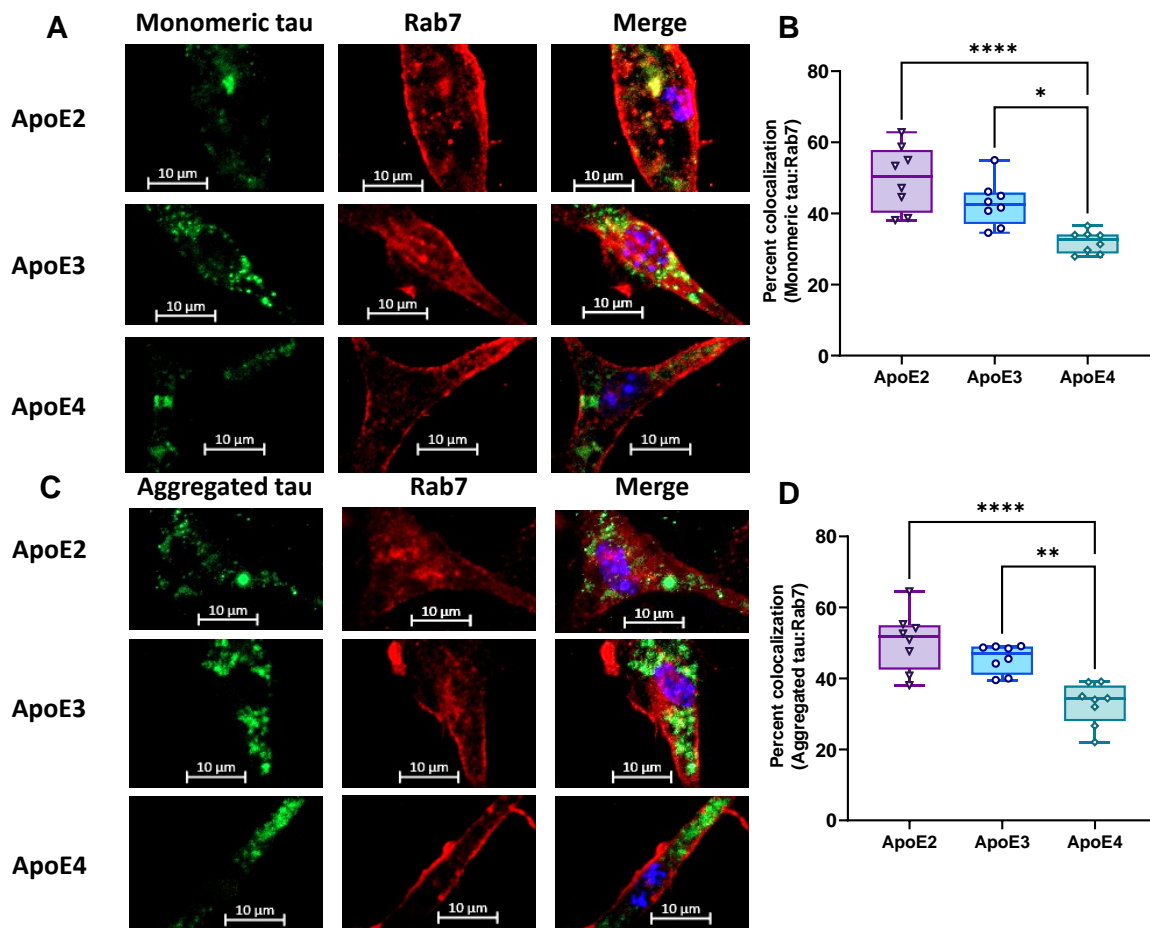 A
Monomeric tau Rab7 Merge
ApoE2
10 µm 10 µm 10 µm
ApoE3
10 µm 10 µm 10 µm
ApoE4
10 µm 10 µm 10 µm
B
****
*
80
60
40
20
0
Percent colocalization
(Monomeric tau:Rab7)
ApoE2 ApoE3 ApoE4
C
Aggregated tau Rab7 Merge
ApoE2
10 µm 10 µm 10 µm
ApoE3
10 µm 10 µm 10 µm
ApoE4
10 µm 10 µm 10 µm
D
****
**
80
60
40
20
0
Percent colocalization
(Aggregated tau:Rab7)
ApoE2 ApoE3 ApoE4